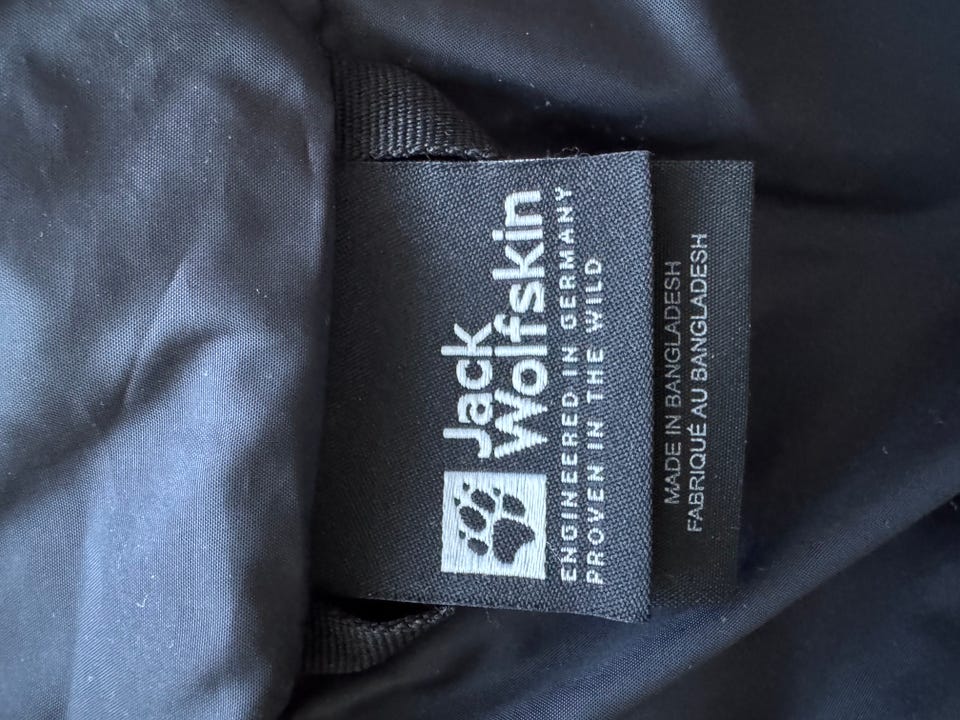 Jack
Wolfskin
ENGINEERED IN GERMANY
PROVEN IN THE WILD
MADE IN BANGLADESH
FABRIQUÉ AU BANGLADESH